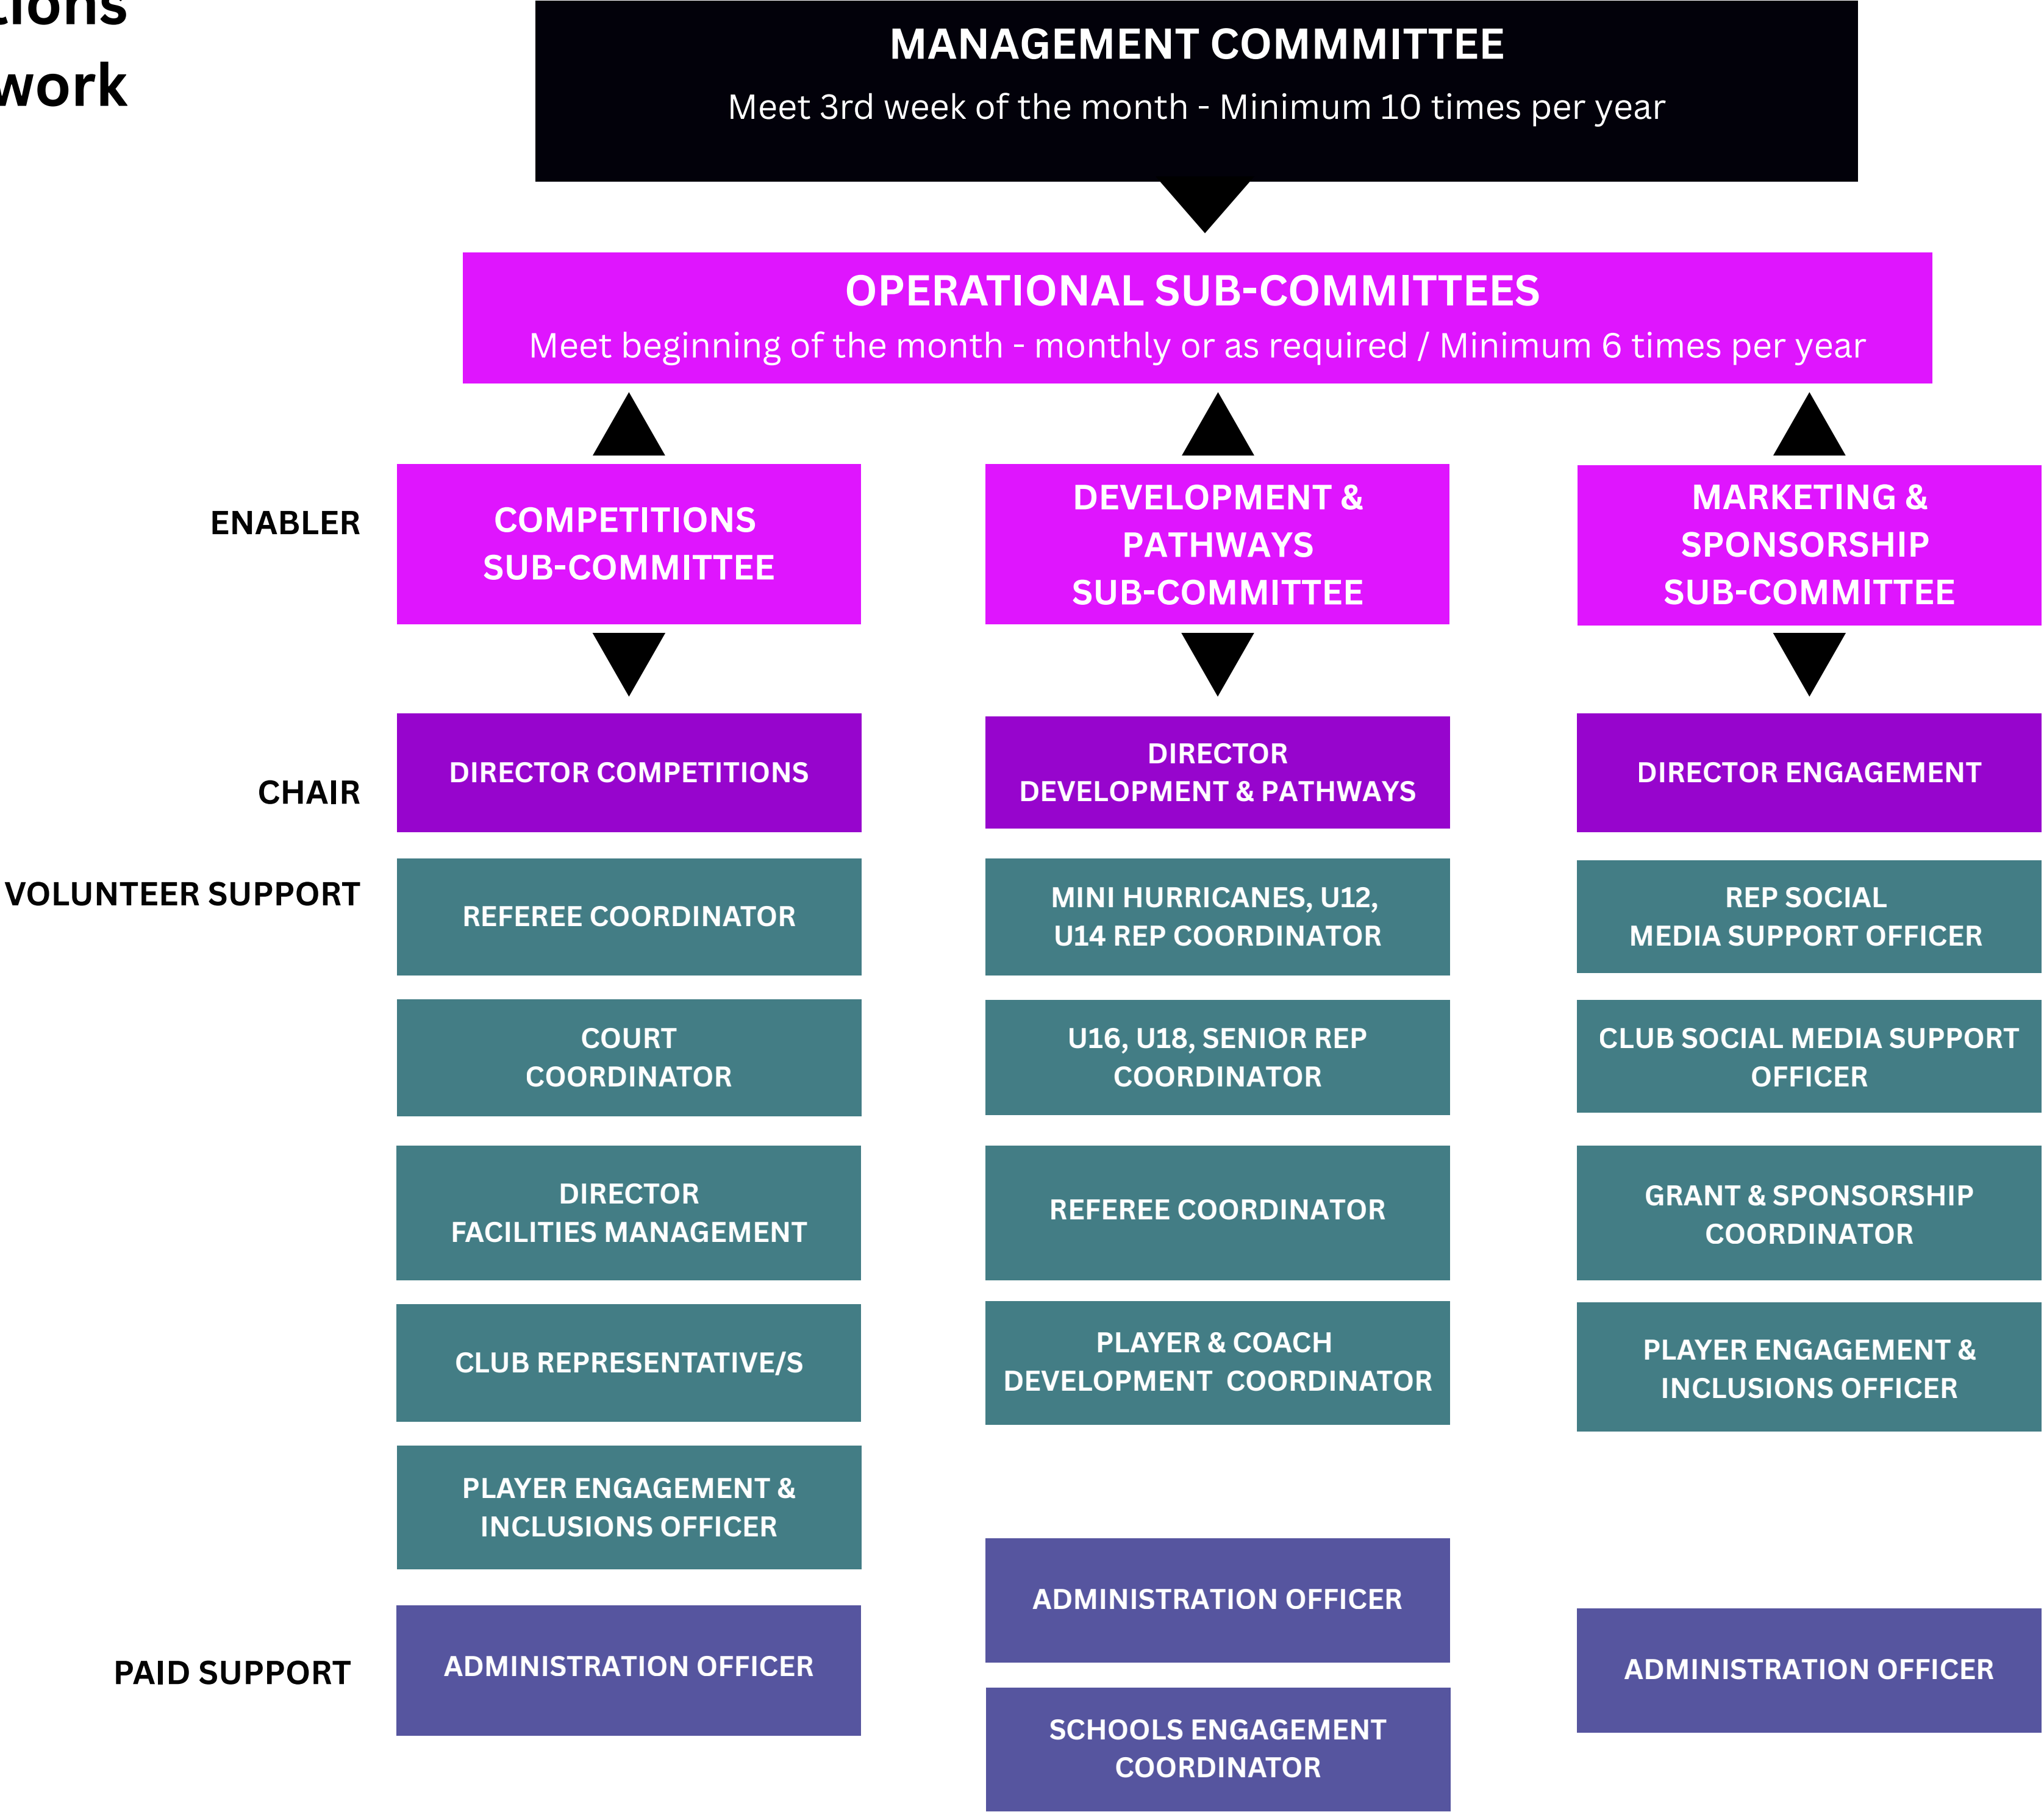 tions
work
MANAGEMENT COMMMITTEE
Meet 3rd week of the month - Minimum 10 times per year
OPERATIONAL SUB-COMMITTEES
Meet beginning of the month - monthly or as required / Minimum 6 times per year
ENABLER
COMPETITIONS
SUB-COMMITTEE
DEVELOPMENT &
PATHWAYS
SUB-COMMITTEE
MARKETING &
SPONSORSHIP
SUB-COMMITTEE
CHAIR
DIRECTOR COMPETITIONS
DIRECTOR
DEVELOPMENT & PATHWAYS
DIRECTOR ENGAGEMENT
VOLUNTEER SUPPORT
REFEREE COORDINATOR
MINI HURRICANES, U12,
U14 REP COORDINATOR
REP SOCIAL
MEDIA SUPPORT OFFICER
COURT
COORDINATOR
U16, U18, SENIOR REP
COORDINATOR
CLUB SOCIAL MEDIA SUPPORT
OFFICER
DIRECTOR
FACILITIES MANAGEMENT
REFEREE COORDINATOR
GRANT & SPONSORSHIP
COORDINATOR
CLUB REPRESENTATIVE/S
PLAYER & COACH
DEVELOPMENT COORDINATOR
PLAYER ENGAGEMENT &
INCLUSIONS OFFICER
PLAYER ENGAGEMENT &
INCLUSIONS OFFICER
PAID SUPPORT
ADMINISTRATION OFFICER
ADMINISTRATION OFFICER
SCHOOLS ENGAGEMENT
COORDINATOR
ADMINISTRATION OFFICER